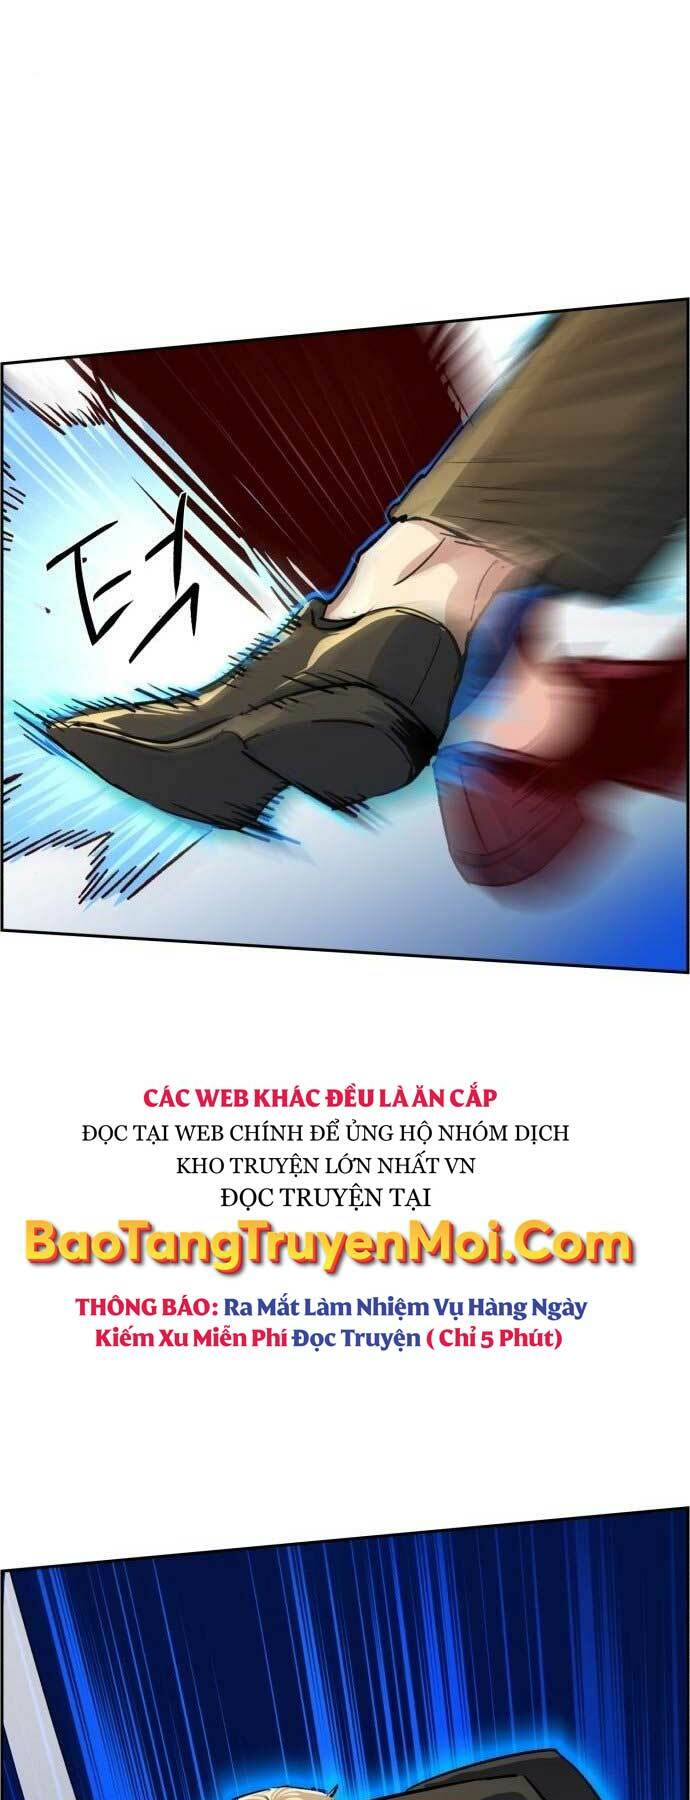 탓
CÁC WEB KHÁC ĐỀU LÀ ĂN CẮP
ĐỌC TẠI WEB CHÍNH ĐỂ ỦNG HỘ NHÓM DỊCH
KHO TRUYỆN LỚN NHẤT VN
ĐỌC TRUYỆN TẠI
BaoTangTruyenMoi.Com
THÔNG BÁO: Ra Mắt Làm Nhiệm Vụ Hàng Ngày
Kiếm Xu Miễn Phí Đọc Truyện ( Chỉ 5 Phút)